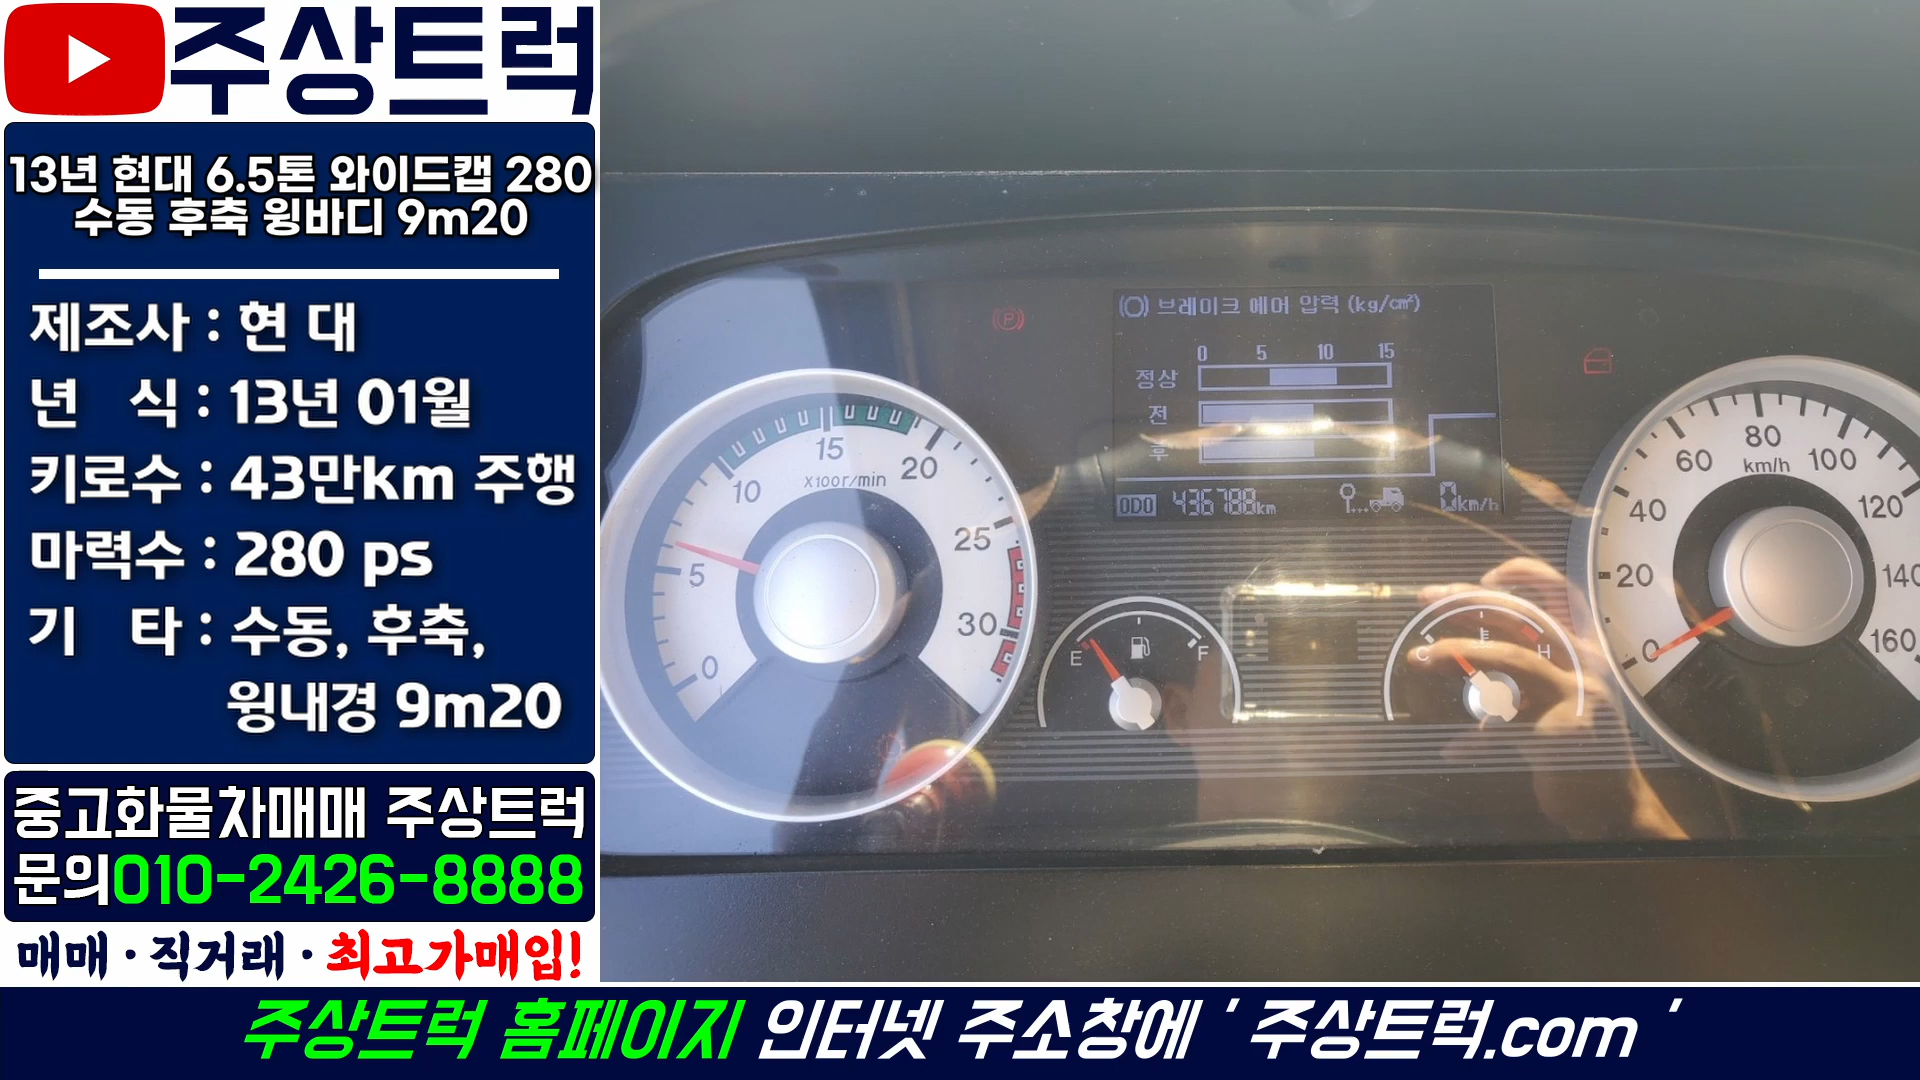 주상트럭
13년 현대 6.5톤 와이드캡 280
수동 후축 윙바디 9m20
제조사 : 현 대
년 식 : 13년 01월
키로수 : 43만km 주행
마력수 : 280 ps
기 타 : 수동, 후축,
윙내경 9m20
중고화물차매매 주상트럭
문의010-2426-8888
매매 · 직거래 · 최고가매입!
브레이크 에어 압력 (kg/cm²)
0 5 10 15
정상
전
후
ODO 436788km 0km/h
0 5 10 15 20 25 30
X100r/min
E F
C H
0 20 40 60 80 100 120 140 160
km/h
P
주상트럭 홈페이지 인터넷 주소창에 ' 주상트럭.com '